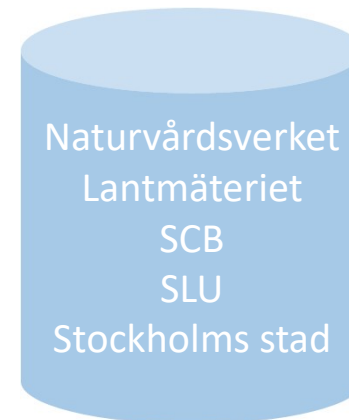 Naturvårdsverket
Lantmäteriet
SCB
SLU
Stockholms stad